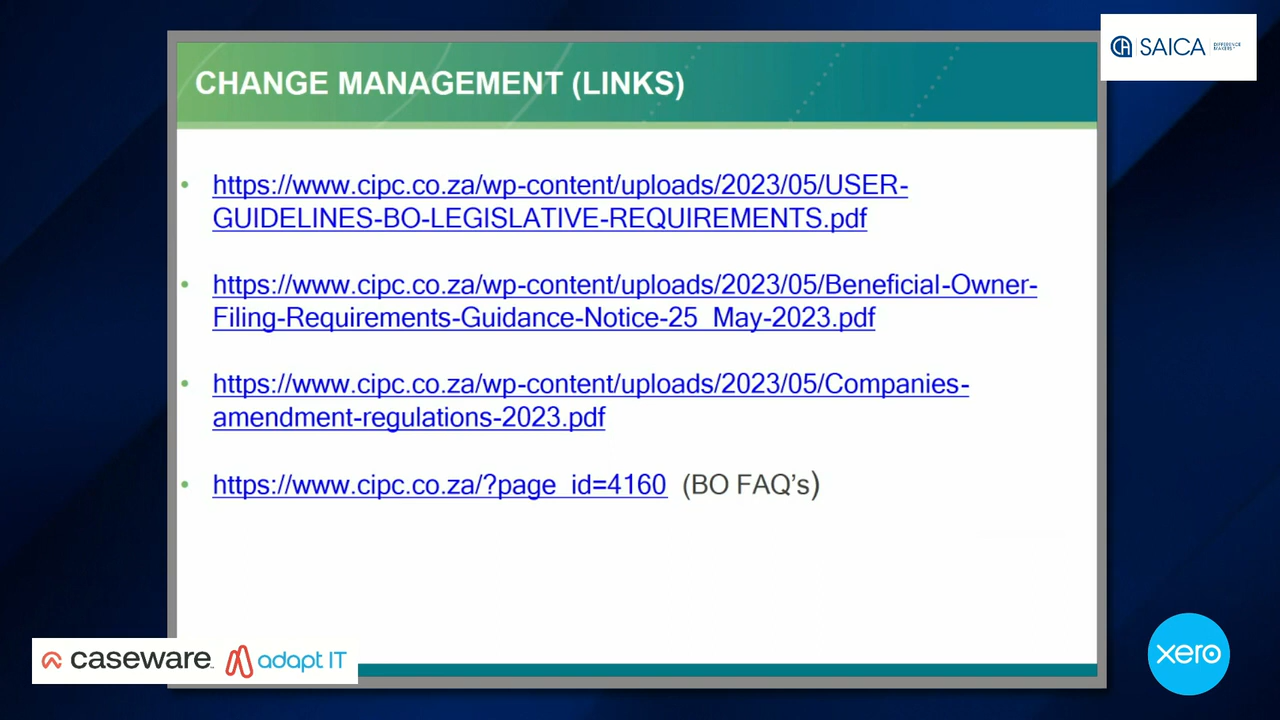 SAICA
DIFFERENCE
MAKERS
CHANGE MANAGEMENT (LINKS)
• https://www.cipc.co.za/wp-content/uploads/2023/05/USER-
GUIDELINES-BO-LEGISLATIVE-REQUIREMENTS.pdf
• https://www.cipc.co.za/wp-content/uploads/2023/05/Beneficial-Owner-
Filing-Requirements-Guidance-Notice-25_May-2023.pdf
• https://www.cipc.co.za/wp-content/uploads/2023/05/Companies-
amendment-regulations-2023.pdf
• https://www.cipc.co.za/?page_id=4160 (BO FAQ's)
caseware
adapt IT
xero